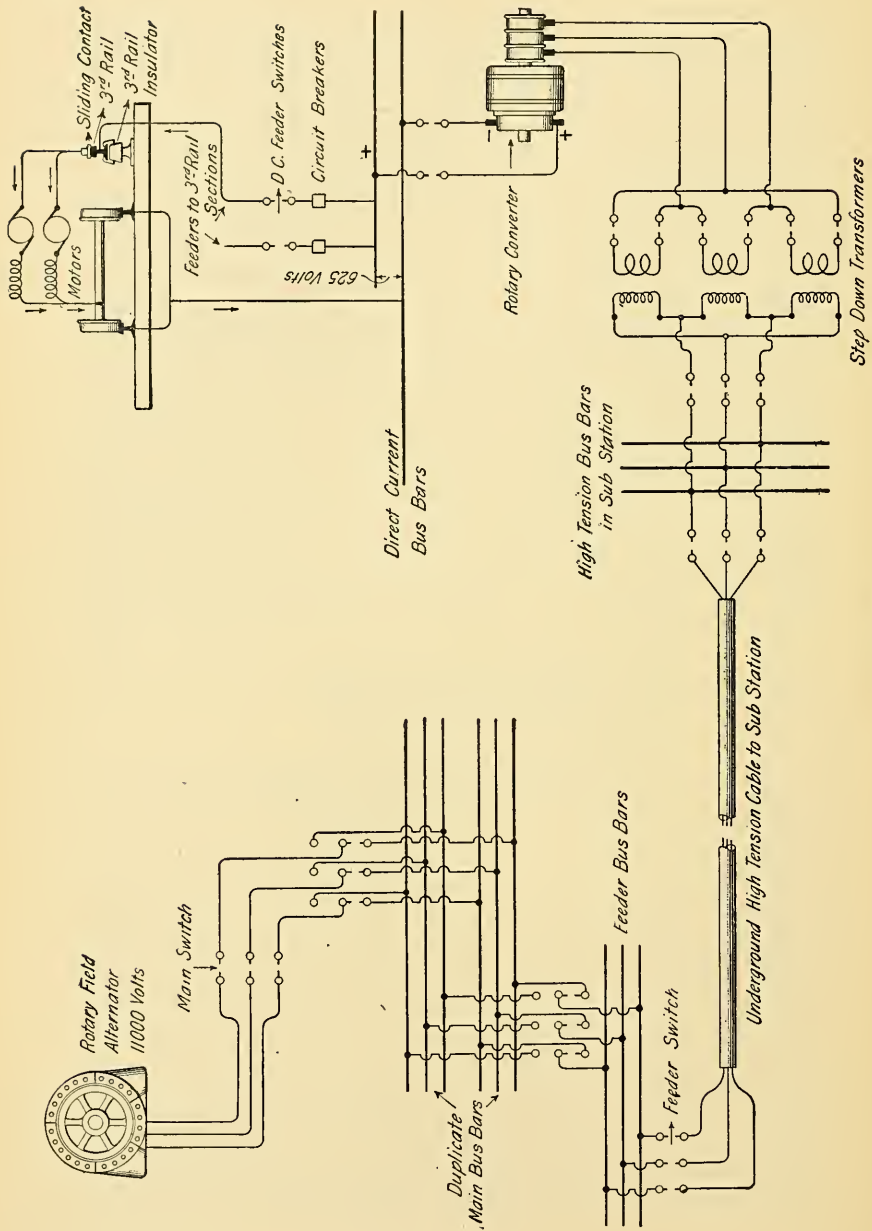 Rotary Field
Alternator
11000 Volts
Main Switch
Duplicate
Main Bus Bars
Feeder Bus Bars
Feeder Switch
Underground High Tension Cable to Sub Station
High Tension Bus Bars
in Sub Station
Step Down Transformers
Rotary Converter
-
+
Direct Current
Bus Bars
+
625 Volts
Feeders to 3rd Rail
Sections
D.C. Feeder Switches
Circuit Breakers
Motors
Sliding Contact
3rd Rail
3rd Rail
Insulator